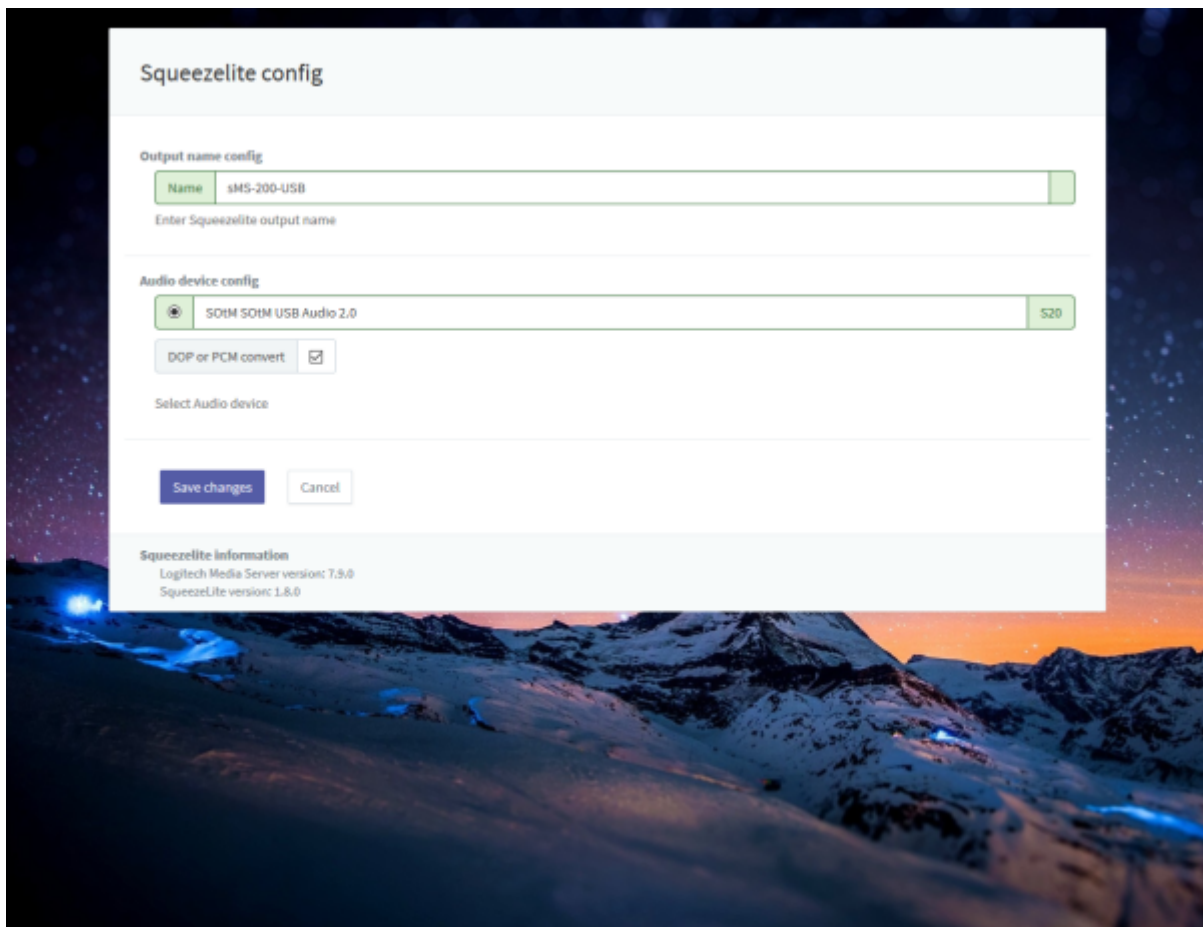 Squeezelite config
Output name config
Name sMS-200-USB
Enter Squeezelite output name
Audio device config
SOtM SOtM USB Audio 2.0 S20
DOP or PCM convert
Select Audio device
Save changes Cancel
Squeezelite information
Logitech Media Server version: 7.9.0
SqueezeLite version: 1.8.0